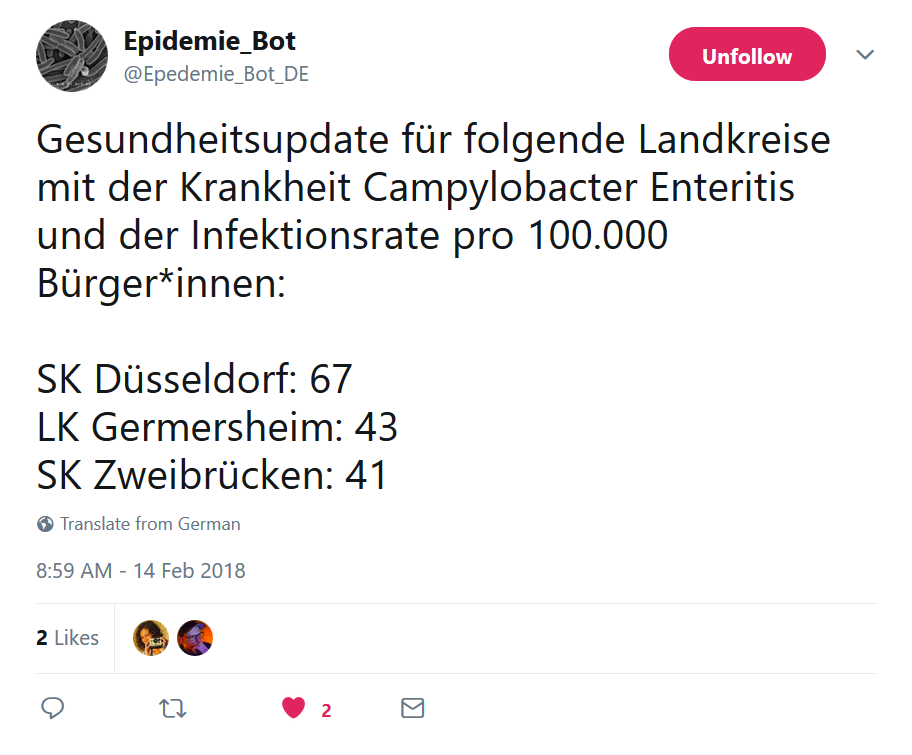 Epidemie_Bot
@Epedemie_Bot_DE
Unfollow
Gesundheitsupdate für folgende Landkreise
mit der Krankheit Campylobacter Enteritis
und der Infektionsrate pro 100.000
Bürger*innen:
SK Düsseldorf: 67
LK Germersheim: 43
SK Zweibrücken: 41
Translate from German
8:59 AM - 14 Feb 2018
2 Likes
2